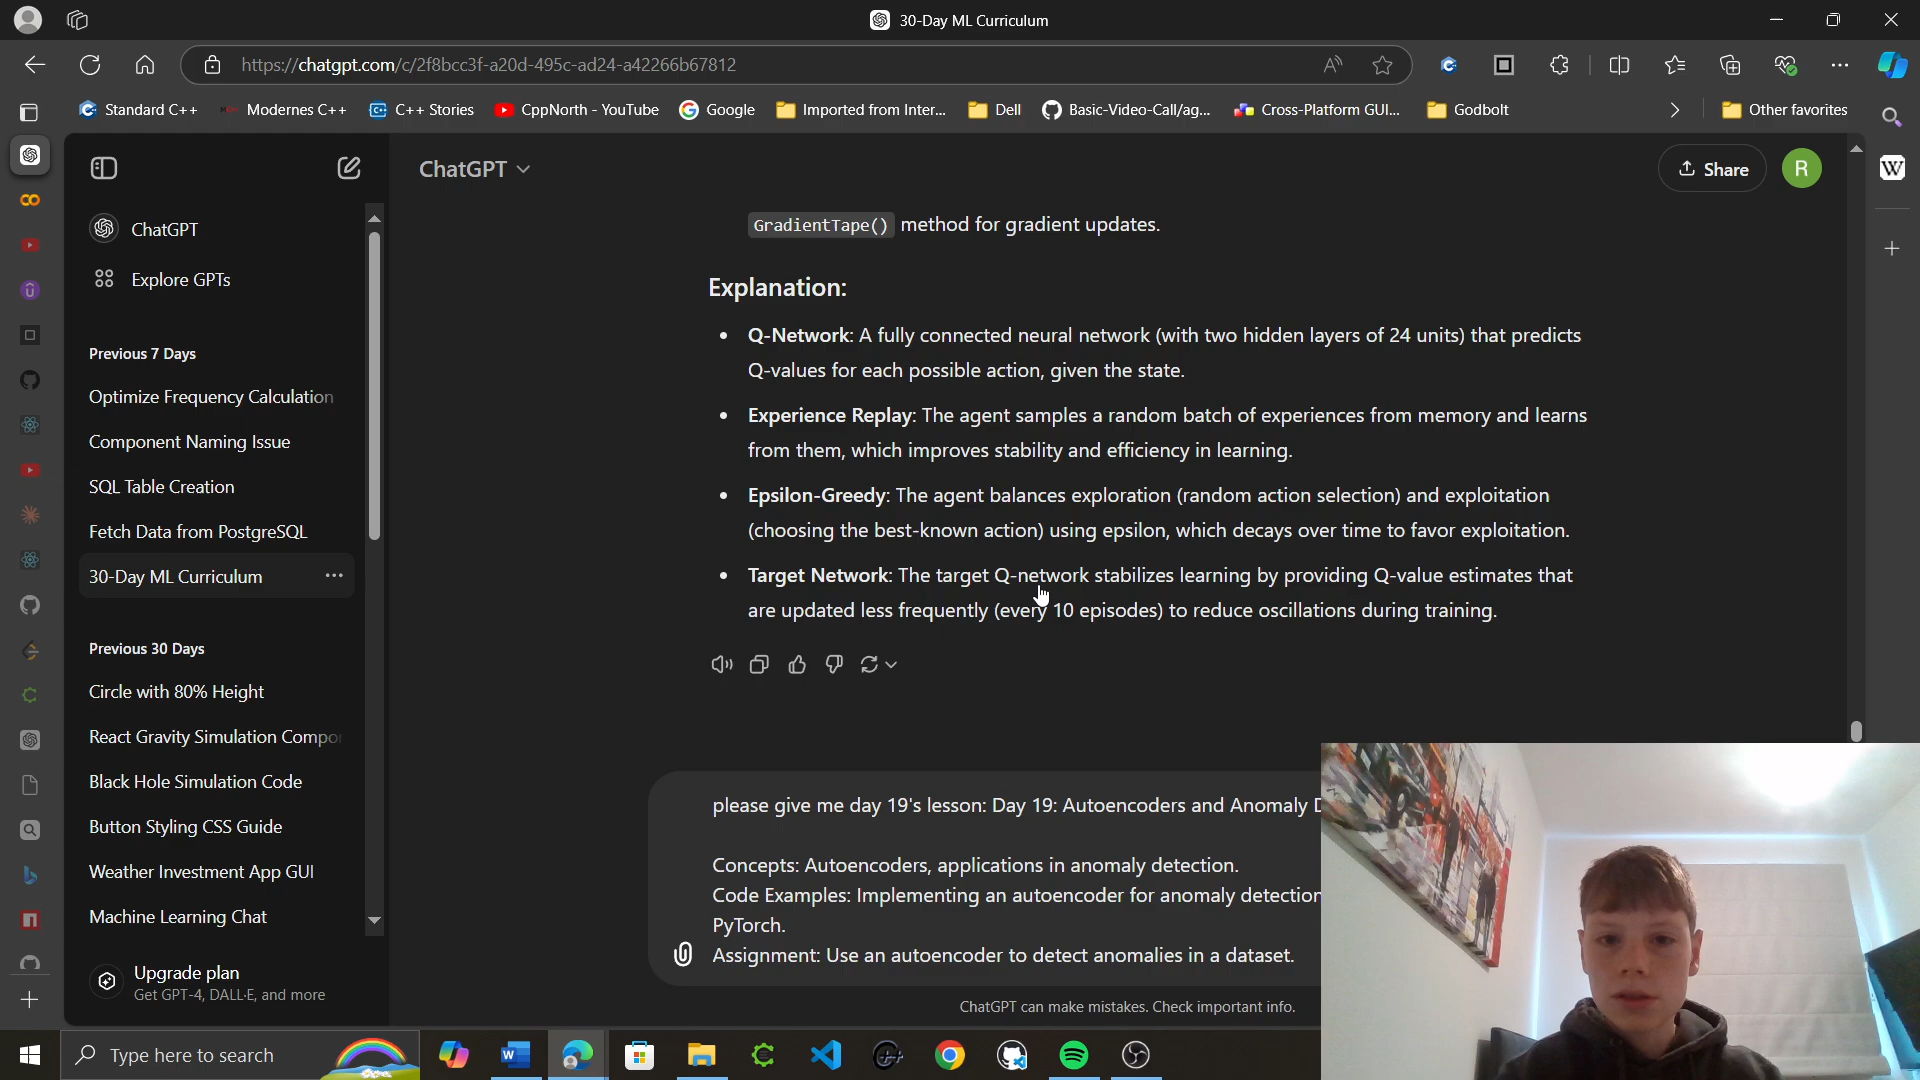 30-Day ML Curriculum
https://chatgpt.com/c/2f8bcc3f-a20d-495c-ad24-a42266b67812
Standard C++
Modernes C++
C++ Stories
CppNorth - YouTube
Google
Imported from Inter...
Dell
Basic-Video-Call/ag...
Cross-Platform GUI...
Godbolt
Other favorites
ChatGPT
Share
R
W
ChatGPT
Explore GPTs
Previous 7 Days
Optimize Frequency Calculation
Component Naming Issue
SQL Table Creation
Fetch Data from PostgreSQL
30-Day ML Curriculum
Previous 30 Days
Circle with 80% Height
React Gravity Simulation Compo
Black Hole Simulation Code
Button Styling CSS Guide
Weather Investment App GUI
Machine Learning Chat
Upgrade plan
Get GPT-4, DALL·E, and more
GradientTape() method for gradient updates.
Explanation:
Q-Network: A fully connected neural network (with two hidden layers of 24 units) that predicts
Q-values for each possible action, given the state.
Experience Replay: The agent samples a random batch of experiences from memory and learns
from them, which improves stability and efficiency in learning.
Epsilon-Greedy: The agent balances exploration (random action selection) and exploitation
(choosing the best-known action) using epsilon, which decays over time to favor exploitation.
Target Network: The target Q-network stabilizes learning by providing Q-value estimates that
are updated less frequently (every 10 episodes) to reduce oscillations during training.
please give me day 19's lesson: Day 19: Autoencoders and Anomaly D
Concepts: Autoencoders, applications in anomaly detection.
Code Examples: Implementing an autoencoder for anomaly detection
PyTorch.
Assignment: Use an autoencoder to detect anomalies in a dataset.
ChatGPT can make mistakes. Check important info.
Type here to search